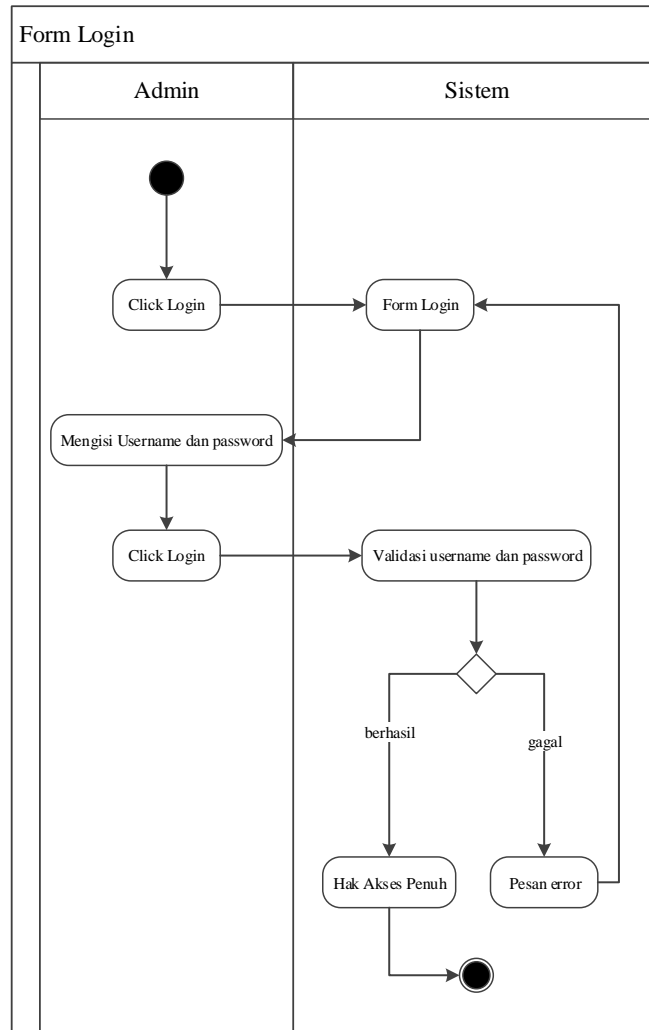 Form Login
Admin
Sistem
Click Login
Form Login
Mengisi Username dan password
Click Login
Validasi username dan password
berhasil
gagal
Hak Akses Penuh
Pesan error